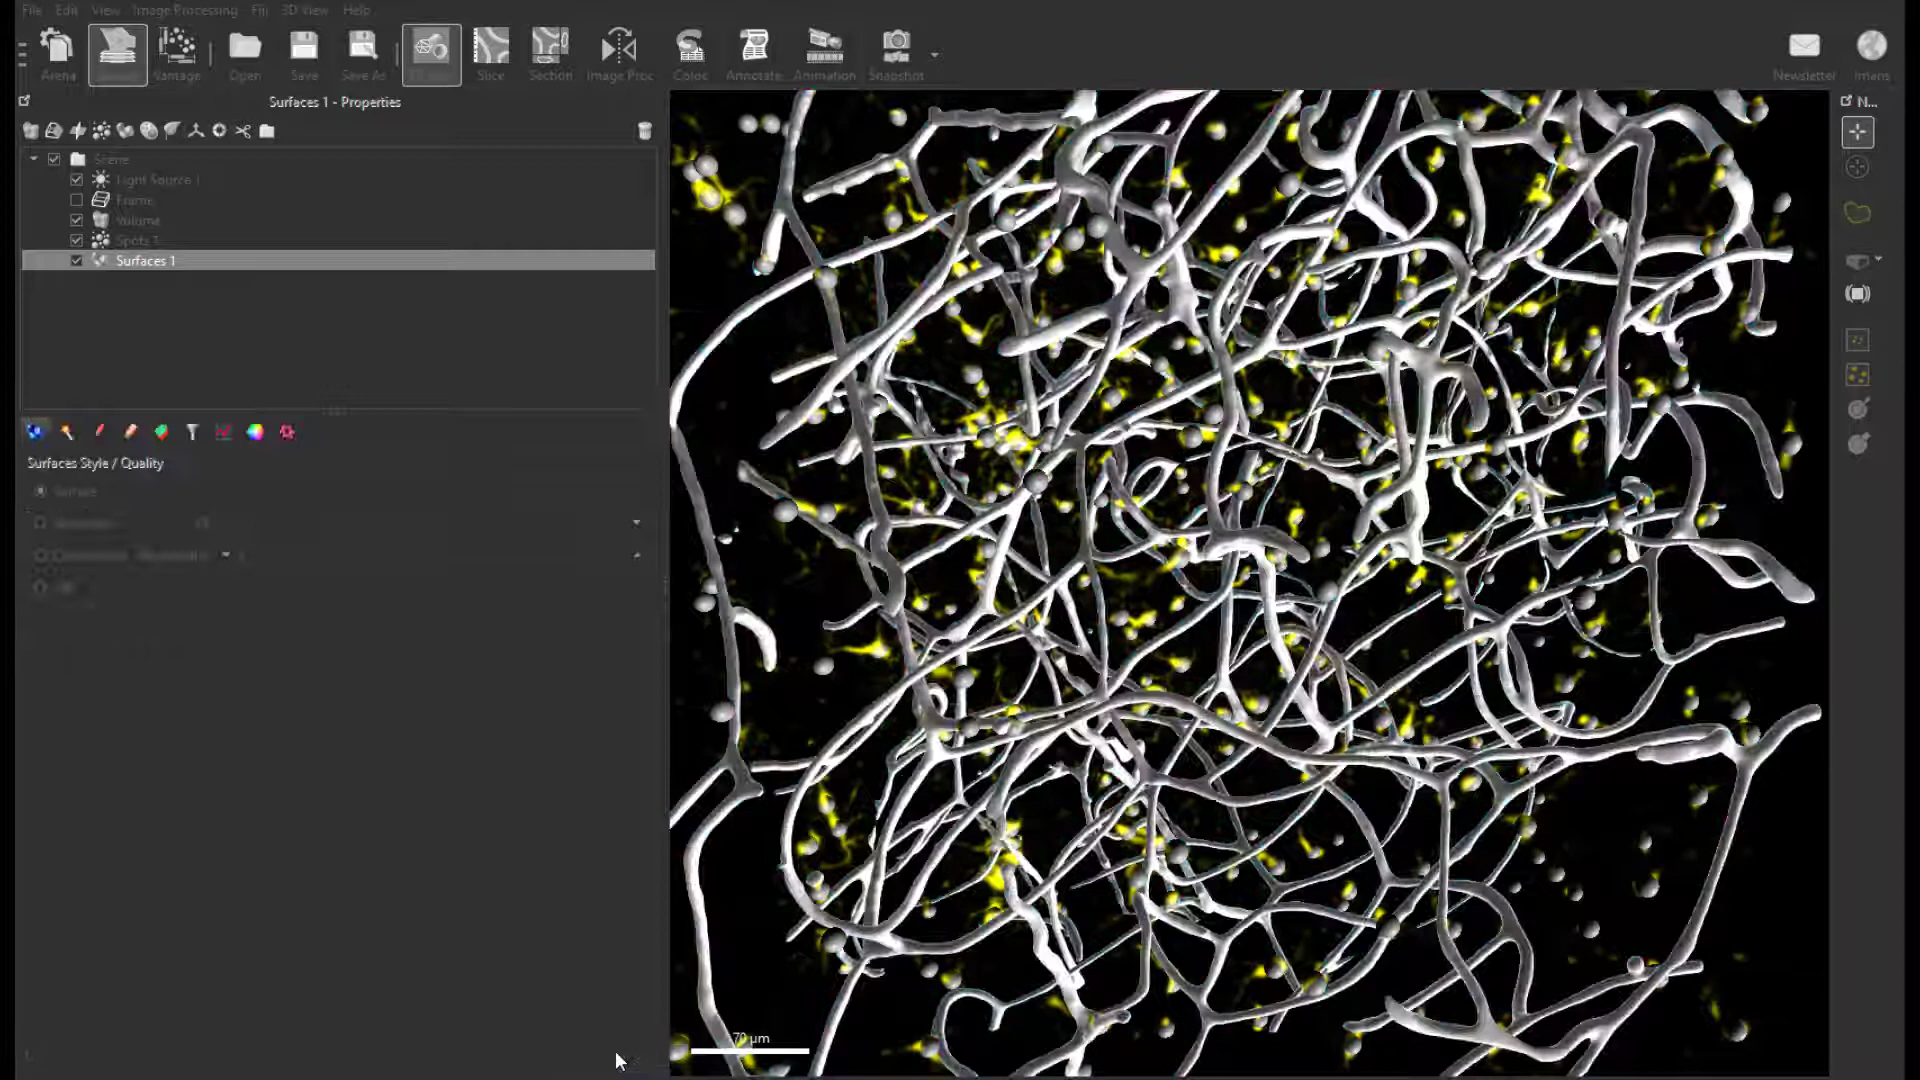 File Edit View Image Processing Fiji 3D View Help
Arena Vantage Open Save Save As Slice Section Image Proc Coloc Annotate Animation Snapshot Newsletter Imaris
Surfaces 1 - Properties
N...
Scene
Light Source 1
Frame
Volume
Spots 1
Surfaces 1
Surfaces Style / Quality
Surface
70 µm